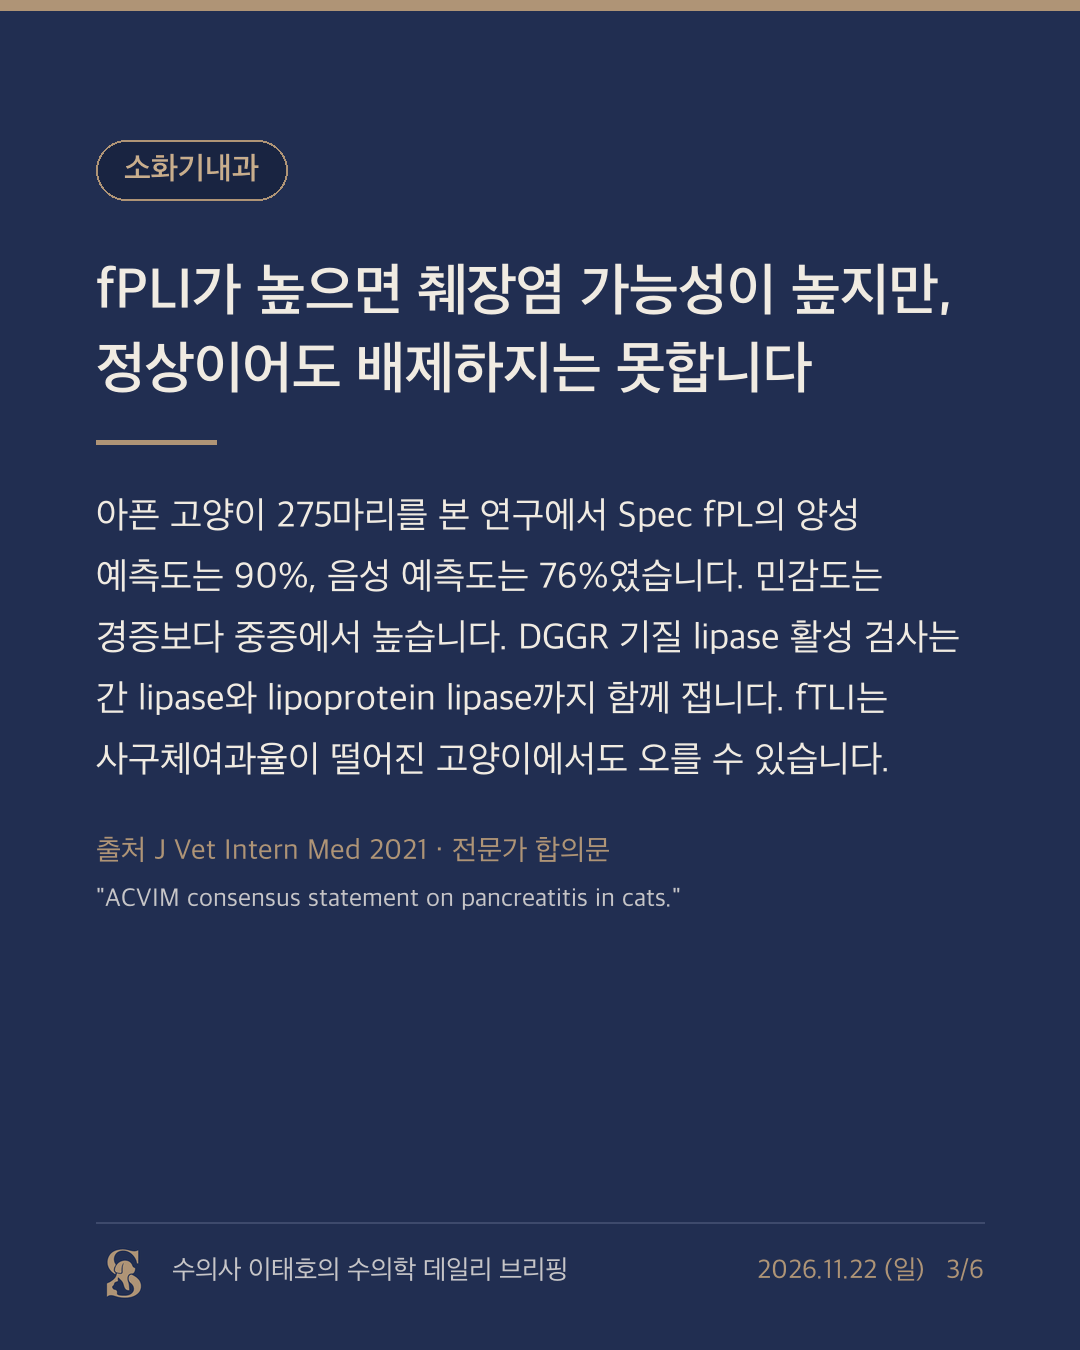 소화기내과
fPLI가 높으면 췌장염 가능성이 높지만,
정상이어도 배제하지는 못합니다
아픈 고양이 275마리를 본 연구에서 Spec fPL의 양성
예측도는 90%, 음성 예측도는 76%였습니다. 민감도는
경증보다 중증에서 높습니다. DGGR 기질 lipase 활성 검사는
간 lipase와 lipoprotein lipase까지 함께 잽니다. fTLI는
사구체여과율이 떨어진 고양이에서도 오를 수 있습니다.
출처 J Vet Intern Med 2021 · 전문가 합의문
"ACVIM consensus statement on pancreatitis in cats."
수의사 이태호의 수의학 데일리 브리핑
2026.11.22 (일) 3/6